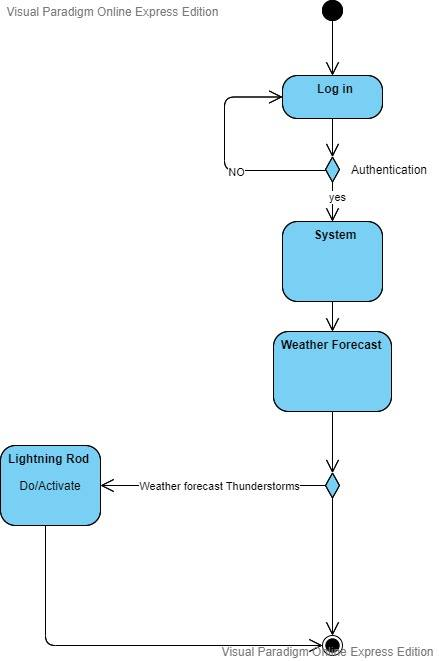 Visual Paradigm Online Express Edition
Log in
Authentication
NO
yes
System
Weather Forecast
Lightning Rod
Do/Activate
Weather forecast Thunderstorms
Visual Paradigm Online Express Edition